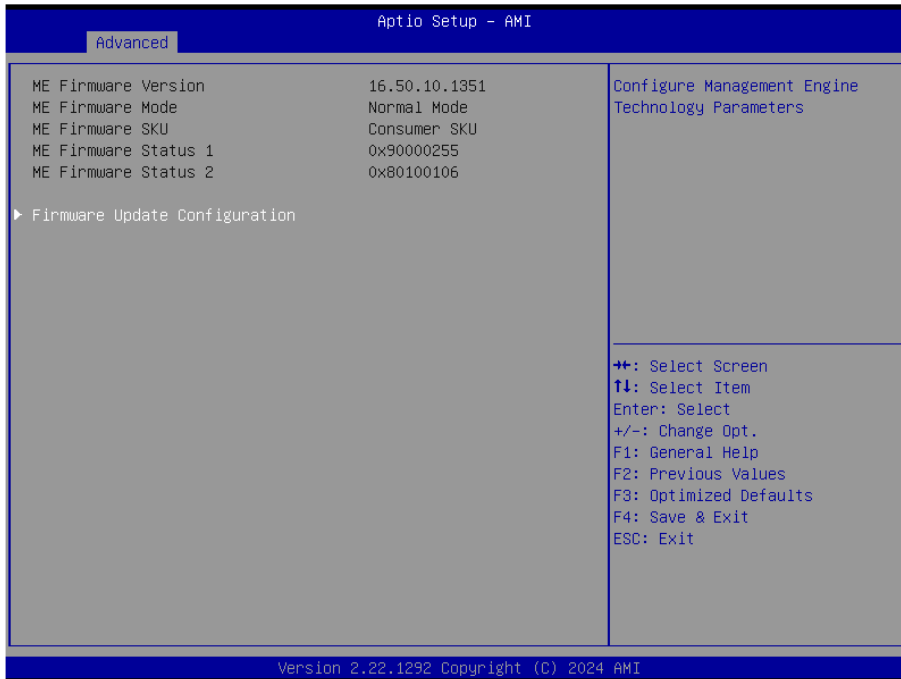 Aptio Setup – AMI
Advanced
ME Firmware Version 16.50.10.1351
ME Firmware Mode Normal Mode
ME Firmware SKU Consumer SKU
ME Firmware Status 1 0x90000255
ME Firmware Status 2 0x80100106
Firmware Update Configuration
Configure Management Engine
Technology Parameters
→←: Select Screen
↑↓: Select Item
Enter: Select
+/-: Change Opt.
F1: General Help
F2: Previous Values
F3: Optimized Defaults
F4: Save & Exit
ESC: Exit
Version 2.22.1292 Copyright (C) 2024 AMI